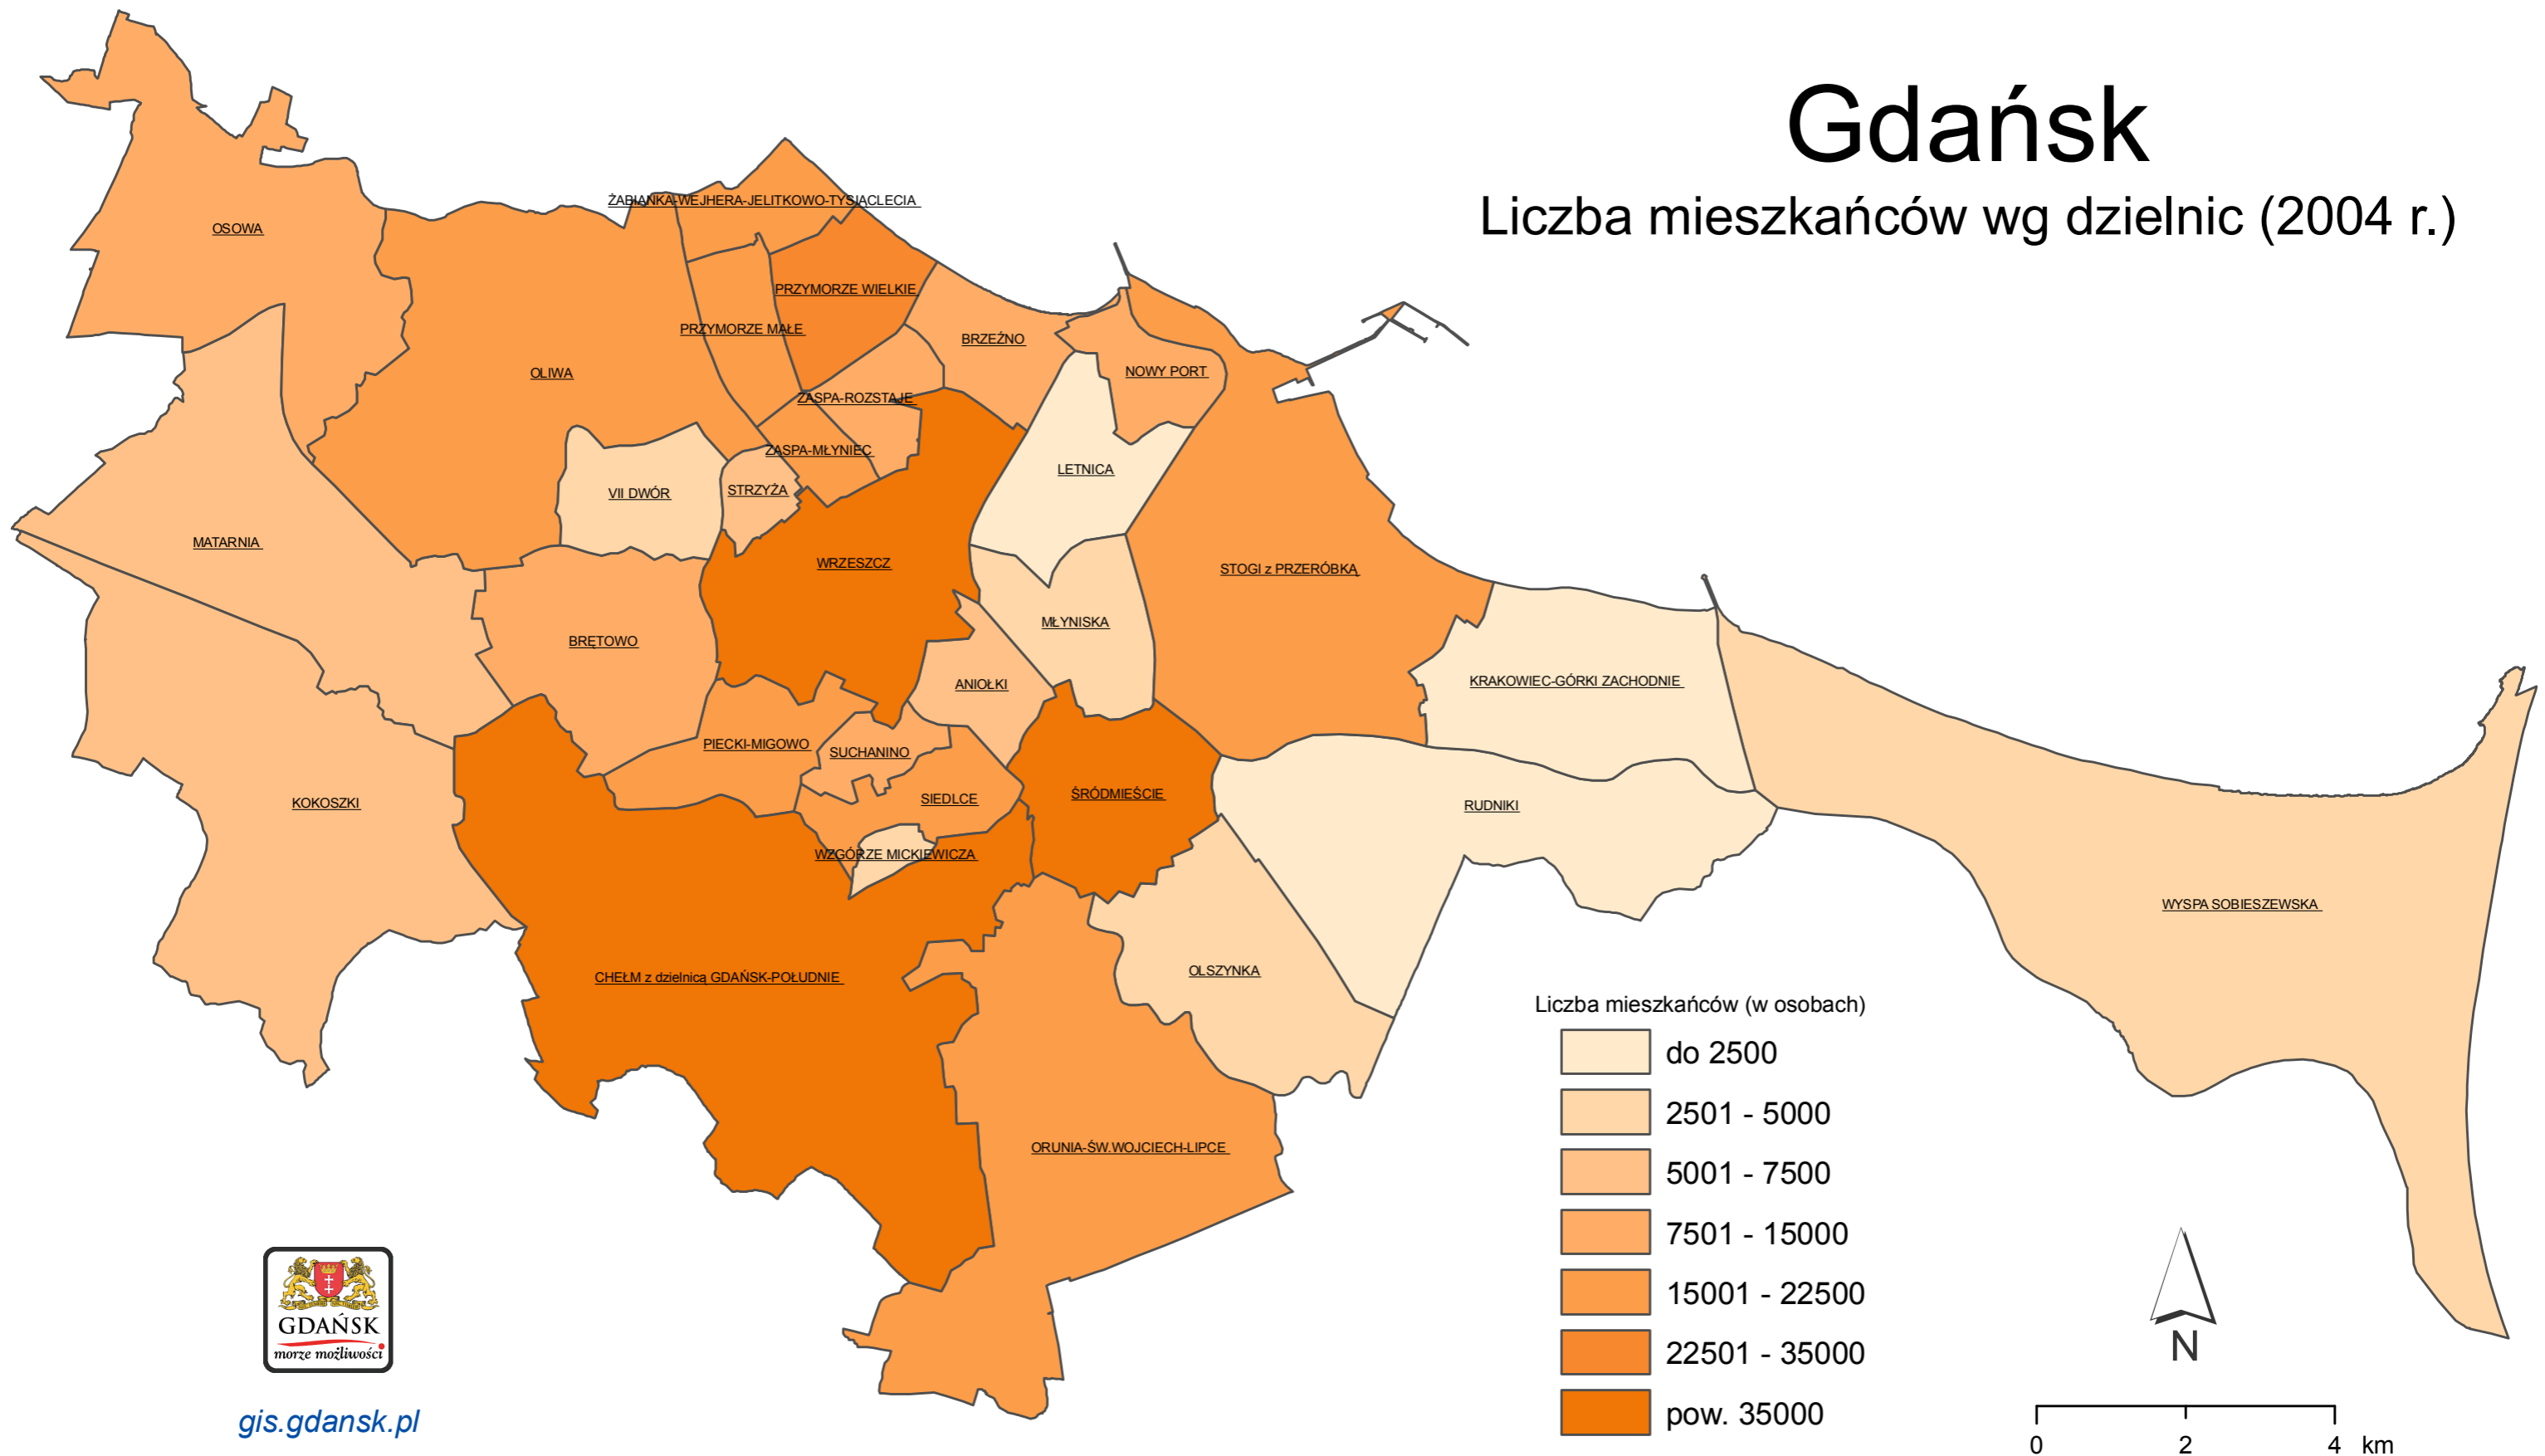 Gdańsk
Liczba mieszkańców wg dzielnic (2004 r.)
ŻABIANKA-WEJHERA-JELITKOWO-TYSIĄCLECIA
OSOWA
PRZYMORZE WIELKIE
PRZYMORZE MAŁE
BRZEŹNO
NOWY PORT
OLIWA
ZASPA-ROZSTAJE
ZASPA-MŁYNIEC
LETNICA
VII DWÓR
STRZYŻA
MATARNIA
WRZESZCZ
STOGI z PRZERÓBKĄ
MŁYNISKA
BRĘTOWO
ANIOŁKI
KRAKOWIEC-GÓRKI ZACHODNIE
PIECKI-MIGOWO
SUCHANINO
KOKOSZKI
SIEDLCE
ŚRÓDMIEŚCIE
RUDNIKI
WZGÓRZE MICKIEWICZA
WYSPA SOBIESZEWSKA
CHEŁM z dzielnicą GDAŃSK-POŁUDNIE
OLSZYNKA
ORUNIA-ŚW.WOJCIECH-LIPCE
Liczba mieszkańców (w osobach)
do 2500
2501 - 5000
5001 - 7500
7501 - 15000
15001 - 22500
22501 - 35000
pow. 35000
GDAŃSK
morze możliwości
gis.gdansk.pl
N
0 2 4 km